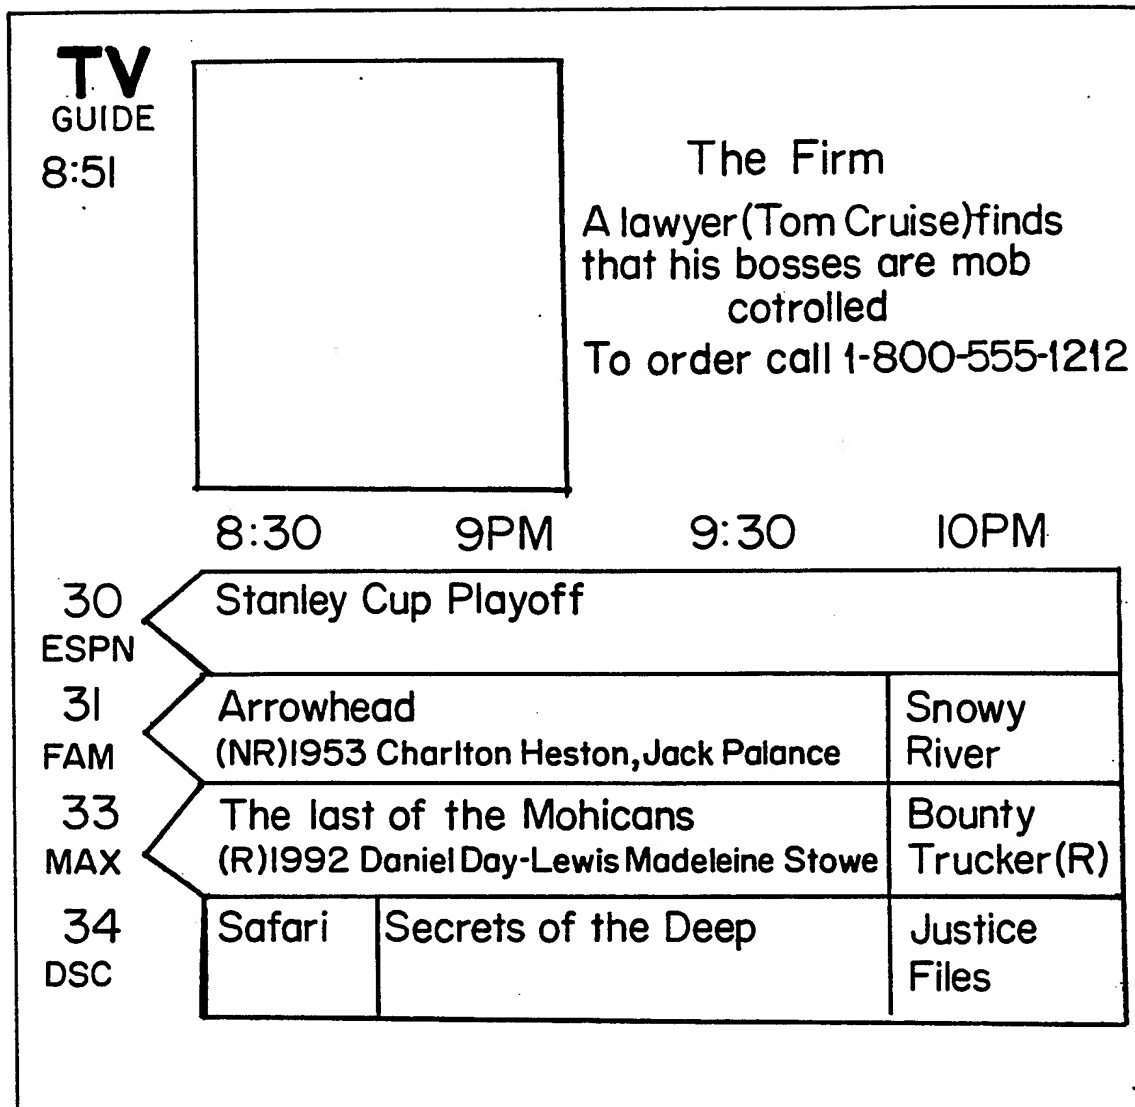 TV
GUIDE
8:51
The Firm
A lawyer (Tom Cruise) finds
that his bosses are mob
cotrolled
To order call 1-800-555-1212
8:30 9PM 9:30 10PM
30 Stanley Cup Playoff
ESPN
31 Arrowhead Snowy
FAM (NR) 1953 Charlton Heston, Jack Palance River
33 The last of the Mohicans Bounty
MAX (R) 1992 Daniel Day-Lewis Madeleine Stowe Trucker (R)
34 Safari Secrets of the Deep Justice
DSC Files